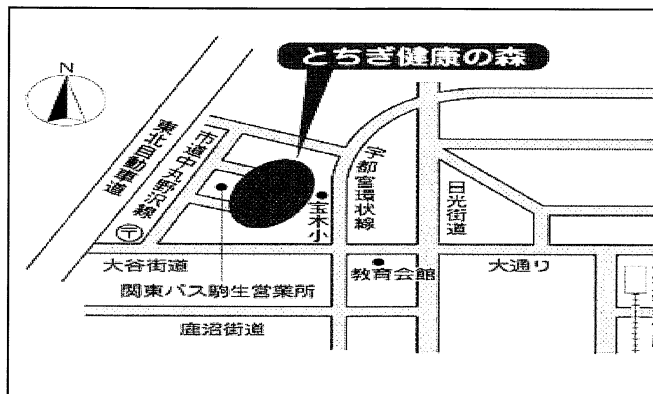 とちぎ健康の森
N
東北自動車道
市道中丸野沢線
宇都宮環状線
宝木小
日光街道
〒
大谷街道
教育会館
大通り
関東バス駒生営業所
鹿沼街道